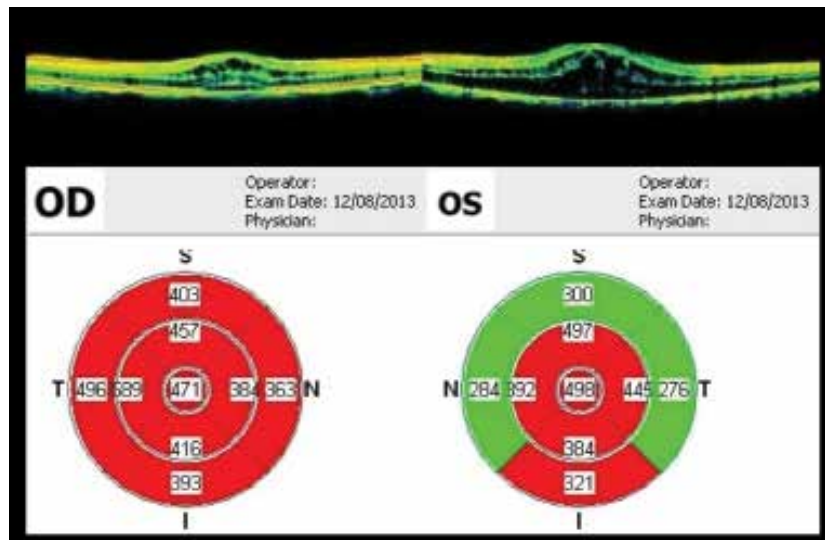 OD
Operator:
Exam Date: 12/08/2013
Physician:
OS
Operator:
Exam Date: 12/08/2013
Physician:
S
403
457
T 496 689 471 384 363 N
416
393
I
S
300
497
N 284 392 498 445 276 T
384
321
I